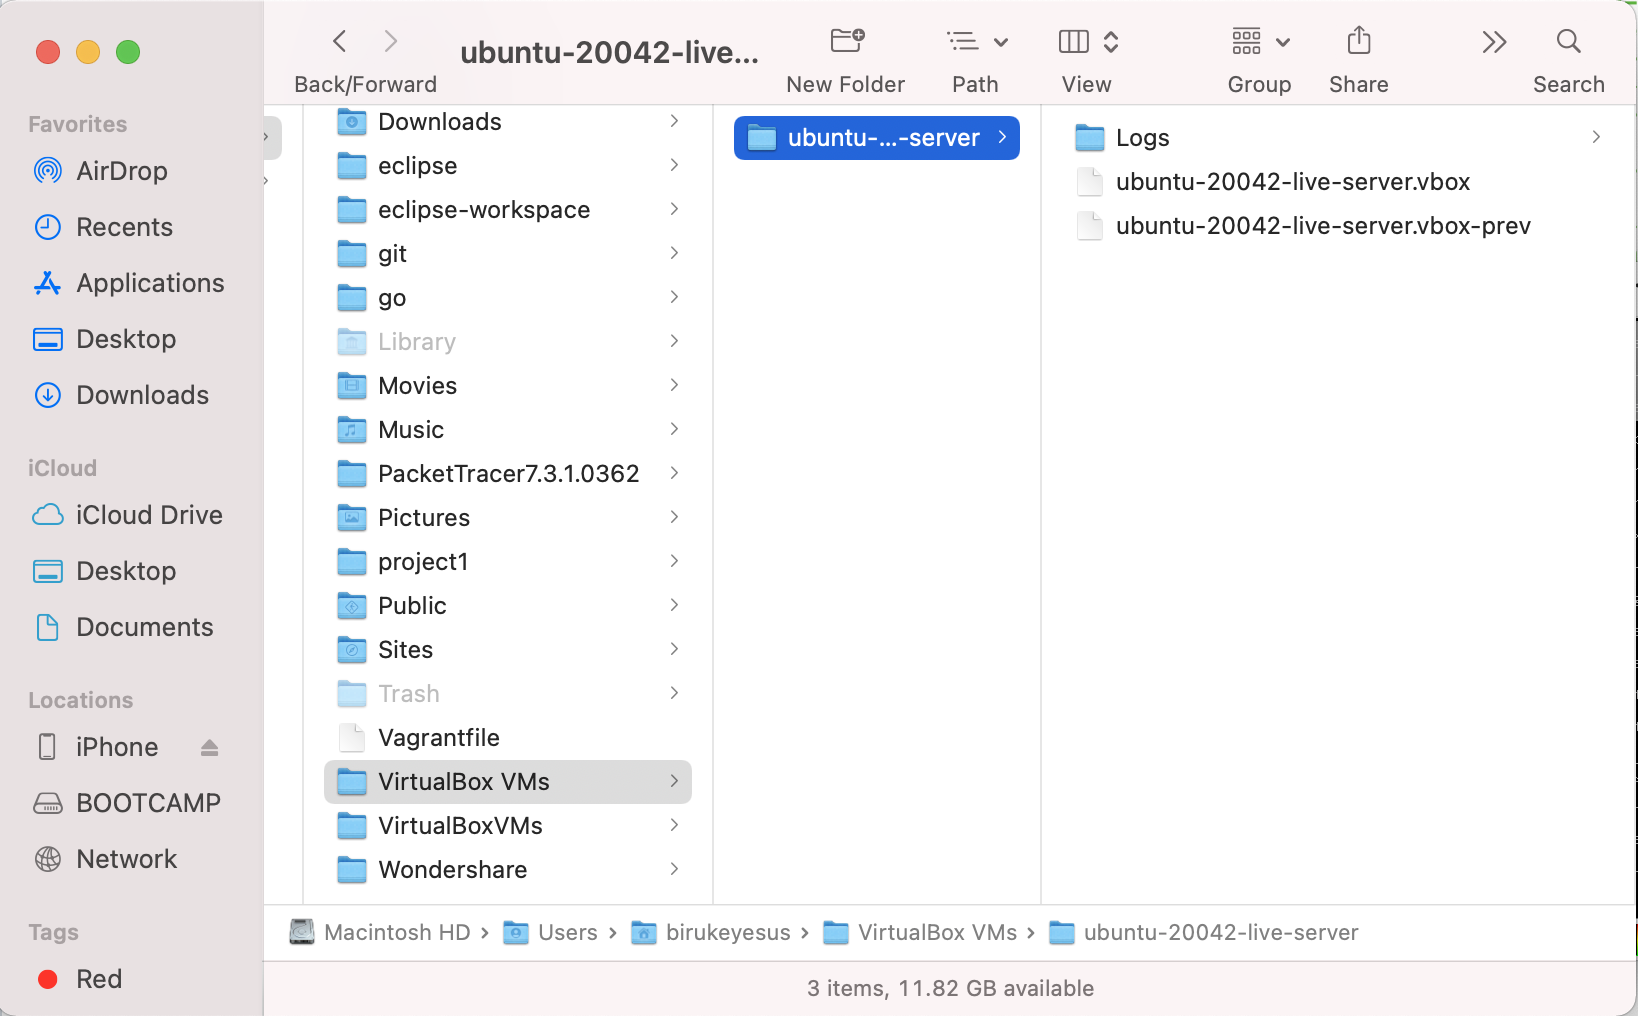 ubuntu-20042-live...
Back/Forward
New Folder
Path
View
Group
Share
Search
Favorites
AirDrop
Recents
Applications
Desktop
Downloads
iCloud
iCloud Drive
Desktop
Documents
Locations
iPhone
BOOTCAMP
Network
Tags
Red
Downloads
eclipse
eclipse-workspace
git
go
Library
Movies
Music
PacketTracer7.3.1.0362
Pictures
project1
Public
Sites
Trash
Vagrantfile
VirtualBox VMs
VirtualBoxVMs
Wondershare
ubuntu-...-server
Logs
ubuntu-20042-live-server.vbox
ubuntu-20042-live-server.vbox-prev
Macintosh HD › Users › birukeyesus › VirtualBox VMs › ubuntu-20042-live-server
3 items, 11.82 GB available